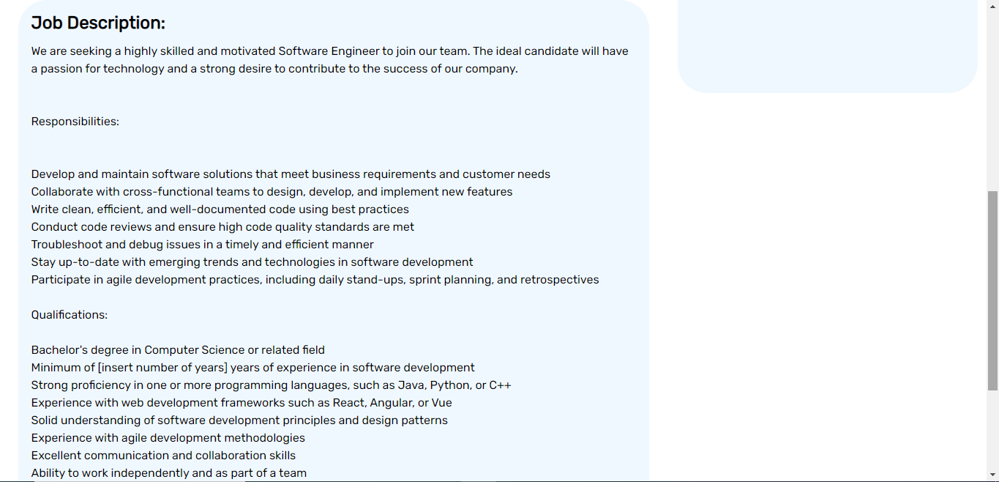 Job Description:
We are seeking a highly skilled and motivated Software Engineer to join our team. The ideal candidate will have
a passion for technology and a strong desire to contribute to the success of our company.
Responsibilities:
Develop and maintain software solutions that meet business requirements and customer needs
Collaborate with cross-functional teams to design, develop, and implement new features
Write clean, efficient, and well-documented code using best practices
Conduct code reviews and ensure high code quality standards are met
Troubleshoot and debug issues in a timely and efficient manner
Stay up-to-date with emerging trends and technologies in software development
Participate in agile development practices, including daily stand-ups, sprint planning, and retrospectives
Qualifications:
Bachelor's degree in Computer Science or related field
Minimum of [insert number of years] years of experience in software development
Strong proficiency in one or more programming languages, such as Java, Python, or C++
Experience with web development frameworks such as React, Angular, or Vue
Solid understanding of software development principles and design patterns
Experience with agile development methodologies
Excellent communication and collaboration skills
Ability to work independently and as part of a team